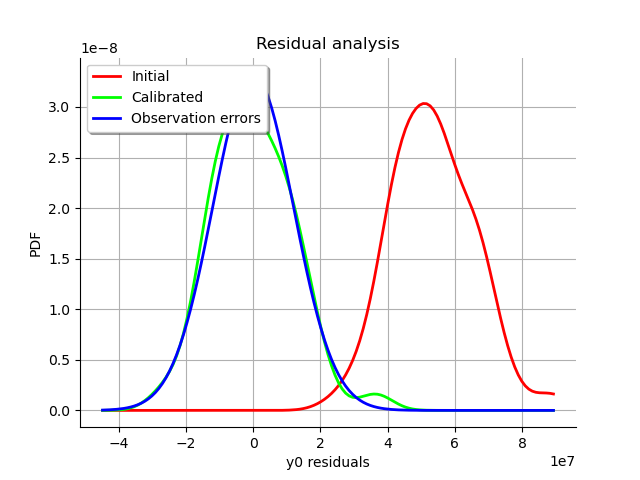 Residual analysis
1e−8
Initial
Calibrated
Observation errors
3.0
2.5
2.0
1.5
1.0
0.5
0.0
PDF
−4 −2 0 2 4 6 8
y0 residuals
1e7